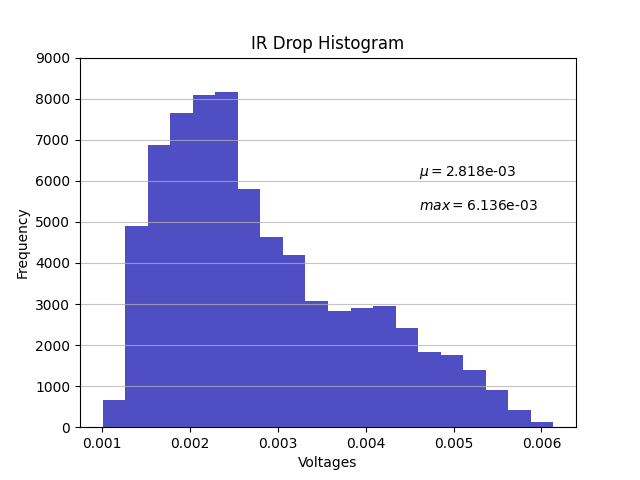 IR Drop Histogram
9000
8000
7000
6000
5000
4000
3000
2000
1000
0
Frequency
μ = 2.818e-03
max = 6.136e-03
0.001 0.002 0.003 0.004 0.005 0.006
Voltages